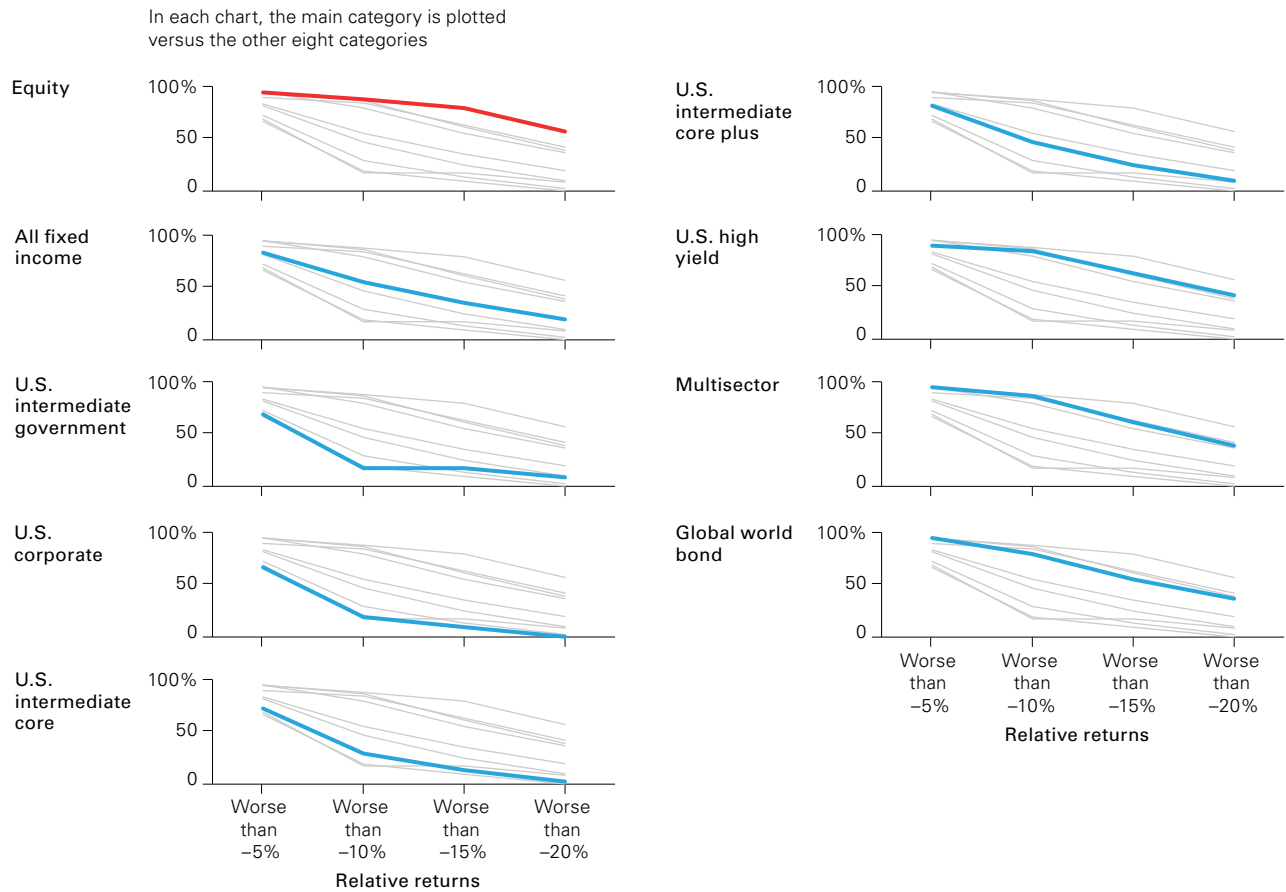 In each chart, the main category is plotted
versus the other eight categories
Equity
100%
50
0
All fixed
income
100%
50
0
U.S.
intermediate
government
100%
50
0
U.S.
corporate
100%
50
0
U.S.
intermediate
core
100%
50
0
Worse
than
–5%
Worse
than
–10%
Worse
than
–15%
Worse
than
–20%
Relative returns
U.S.
intermediate
core plus
100%
50
0
U.S. high
yield
100%
50
0
Multisector
100%
50
0
Global world
bond
100%
50
0
Worse
than
–5%
Worse
than
–10%
Worse
than
–15%
Worse
than
–20%
Relative returns